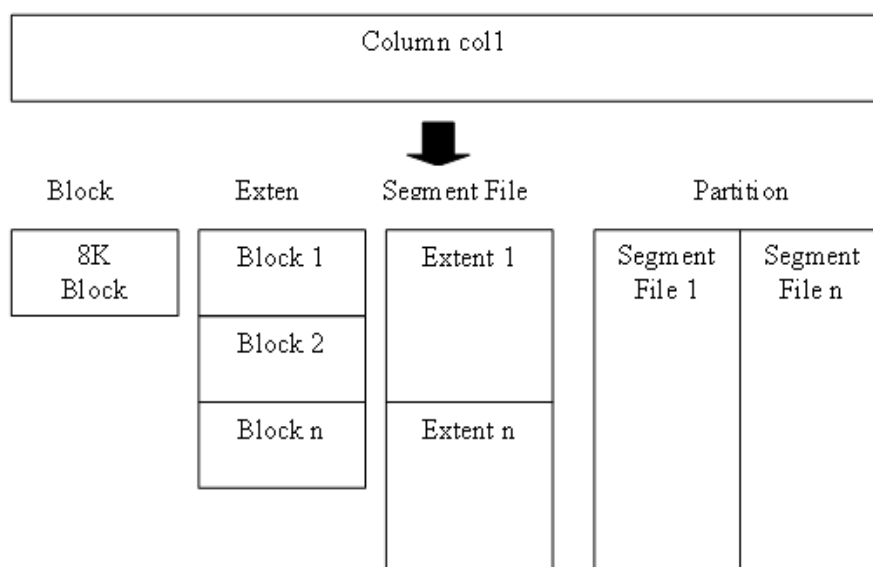 Column col1
Block
Exten
Segment File
Partition
8K
Block
Block 1
Block 2
Block n
Extent 1
Extent n
Segment
File 1
Segment
File n